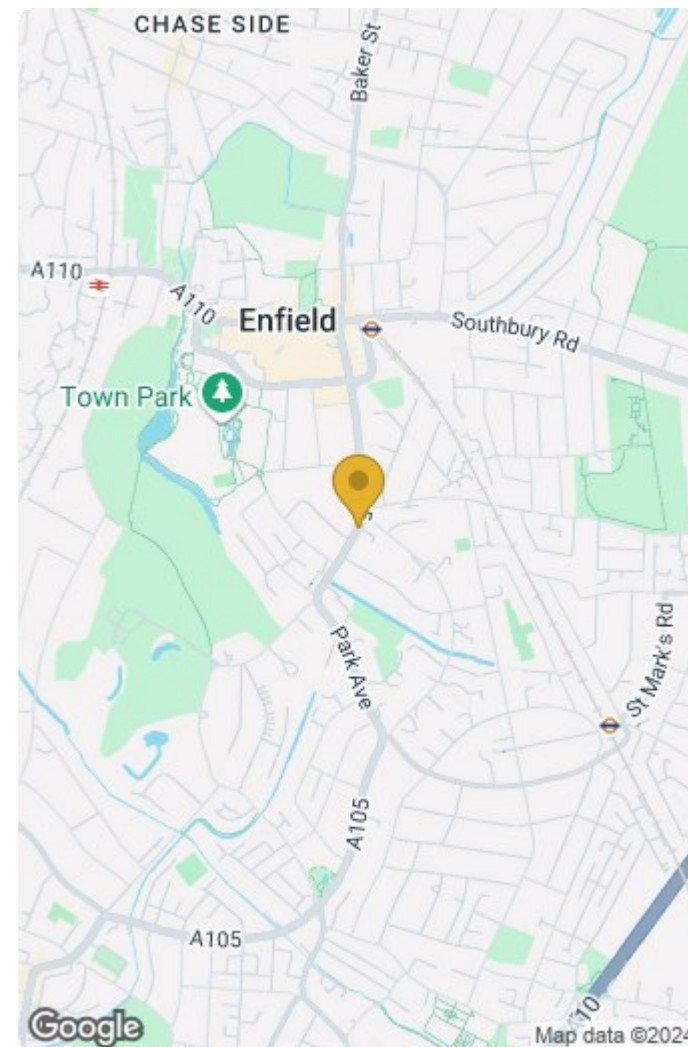 CHASE SIDE
Baker St
A110
A110
Enfield
Southbury Rd
Town Park
Park Ave
St Mark's Rd
A105
A105
Google
Map data ©2024